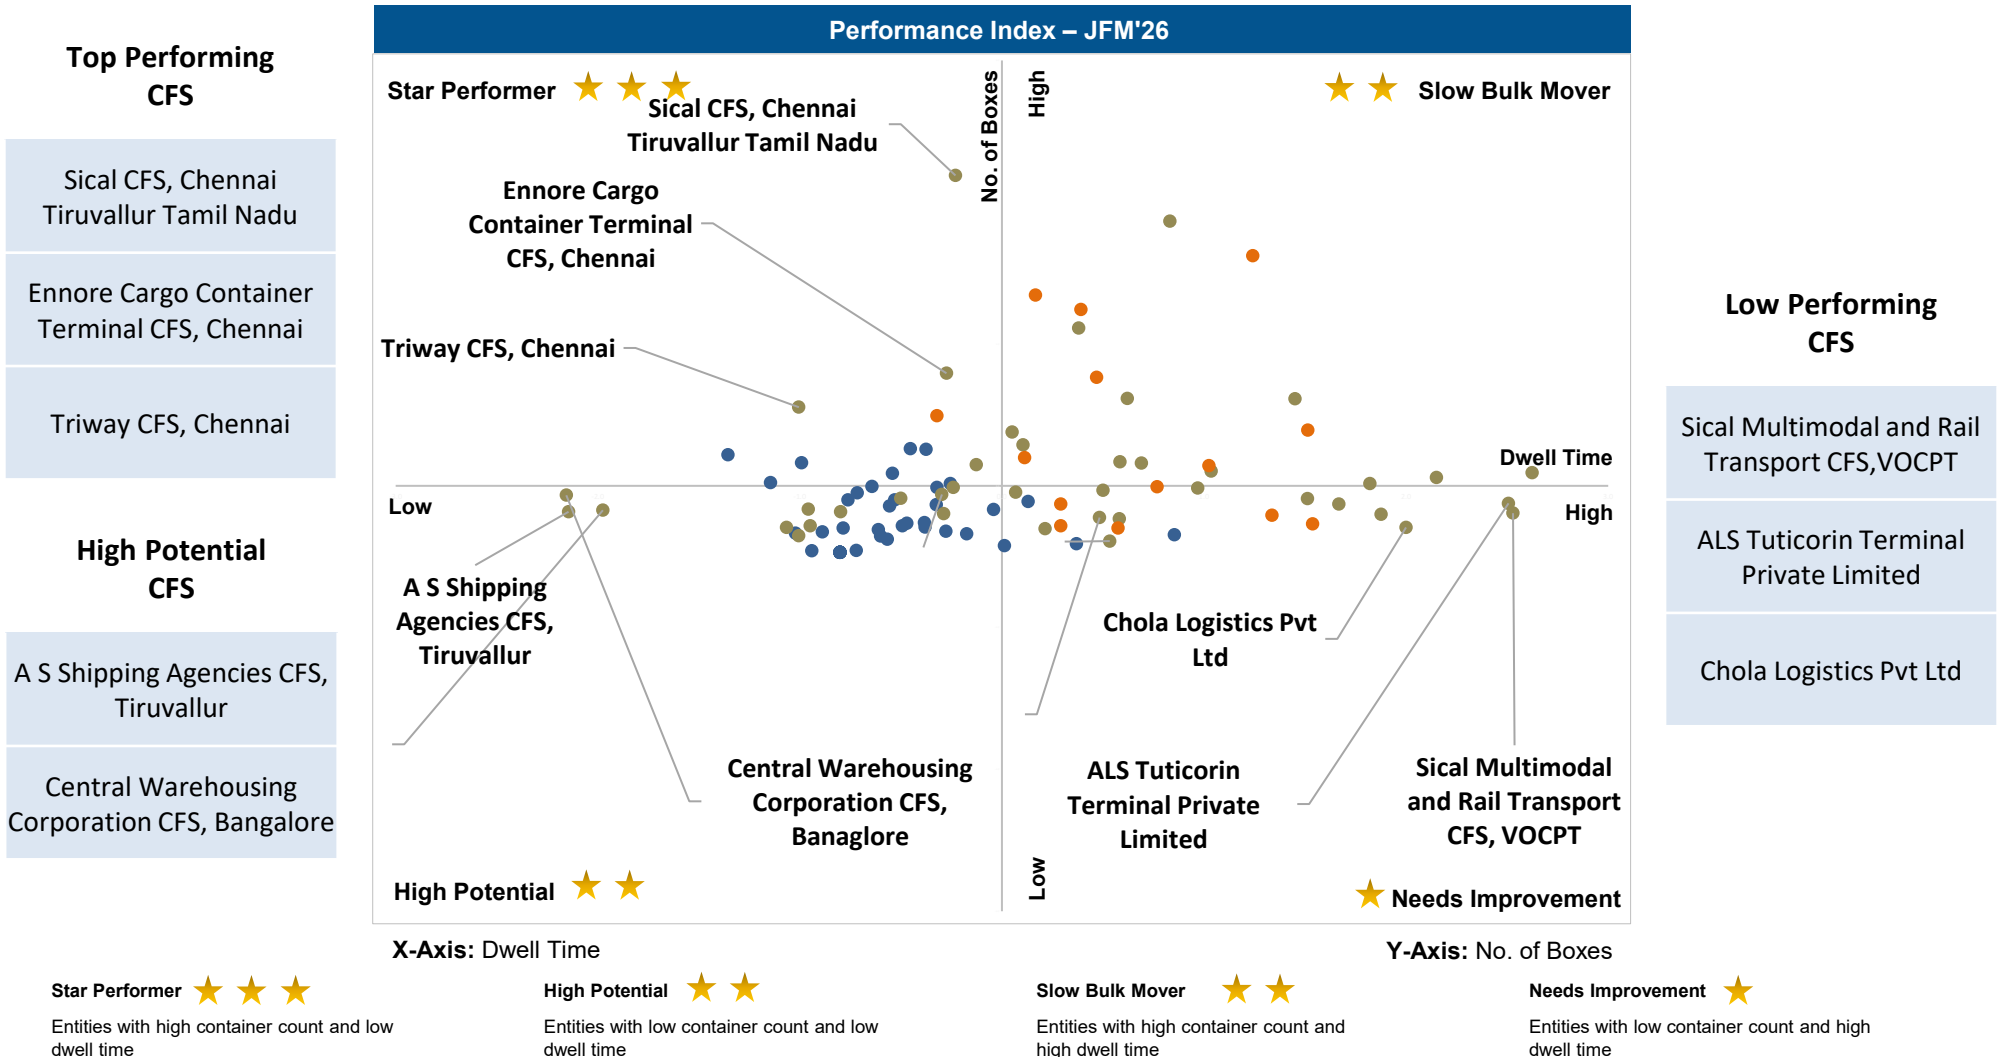 Performance Index – JFM'26
Top Performing
CFS
Sical CFS, Chennai
Tiruvallur Tamil Nadu
Ennore Cargo Container
Terminal CFS, Chennai
Triway CFS, Chennai
High Potential
CFS
A S Shipping Agencies CFS,
Tiruvallur
Central Warehousing
Corporation CFS, Bangalore
Star Performer
Sical CFS, Chennai
Tiruvallur Tamil Nadu
Ennore Cargo
Container Terminal
CFS, Chennai
Triway CFS, Chennai
No. of Boxes
High
Slow Bulk Mover
Dwell Time
Low
High
A S Shipping
Agencies CFS,
Tiruvallur
Central Warehousing
Corporation CFS,
Banaglore
Chola Logistics Pvt
Ltd
ALS Tuticorin
Terminal Private
Limited
Sical Multimodal
and Rail Transport
CFS, VOCPT
High Potential
Low
Needs Improvement
Low Performing
CFS
Sical Multimodal and Rail
Transport CFS,VOCPT
ALS Tuticorin Terminal
Private Limited
Chola Logistics Pvt Ltd
X-Axis: Dwell Time
Y-Axis: No. of Boxes
Star Performer
Entities with high container count and low
dwell time
High Potential
Entities with low container count and low
dwell time
Slow Bulk Mover
Entities with high container count and
high dwell time
Needs Improvement
Entities with low container count and high
dwell time